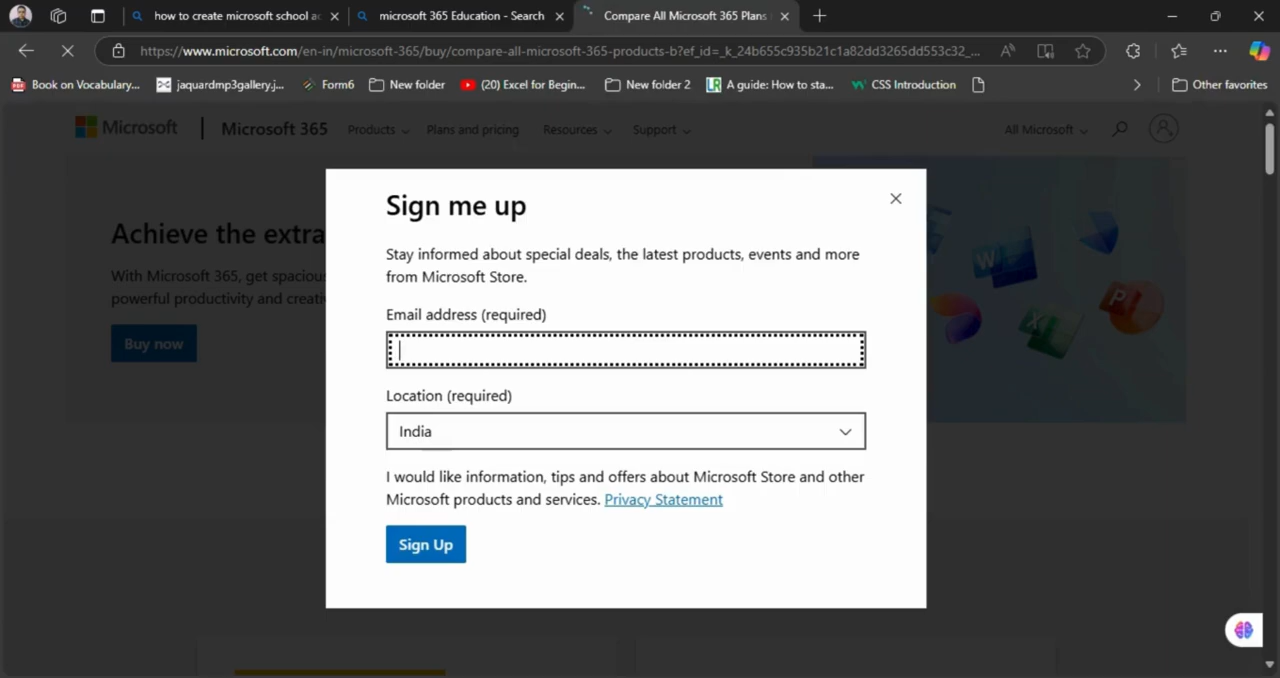 how to create microsoft school ac
microsoft 365 Education - Search
Compare All Microsoft 365 Plans
https://www.microsoft.com/en-in/microsoft-365/buy/compare-all-microsoft-365-products-b?ef_id=_k_24b655c935b21c1a82dd3265dd553c32_...
Book on Vocabulary...
jaquardmp3gallery.j...
Form6
New folder
(20) Excel for Begin...
New folder 2
A guide: How to sta...
CSS Introduction
Other favorites
Microsoft
Microsoft 365
Products
Plans and pricing
Resources
Support
All Microsoft
Achieve the extra
With Microsoft 365, get spacious
powerful productivity and creati
Buy now
Sign me up
Stay informed about special deals, the latest products, events and more
from Microsoft Store.
Email address (required)
Location (required)
India
I would like information, tips and offers about Microsoft Store and other
Microsoft products and services. Privacy Statement
Sign Up